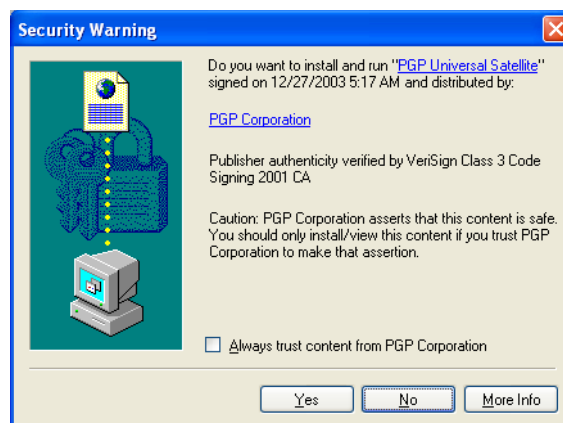 Security Warning
Do you want to install and run "PGP Universal Satellite"
signed on 12/27/2003 5:17 AM and distributed by:
PGP Corporation
Publisher authenticity verified by VeriSign Class 3 Code
Signing 2001 CA
Caution: PGP Corporation asserts that this content is safe.
You should only install/view this content if you trust PGP
Corporation to make that assertion.
Always trust content from PGP Corporation
Yes No More Info